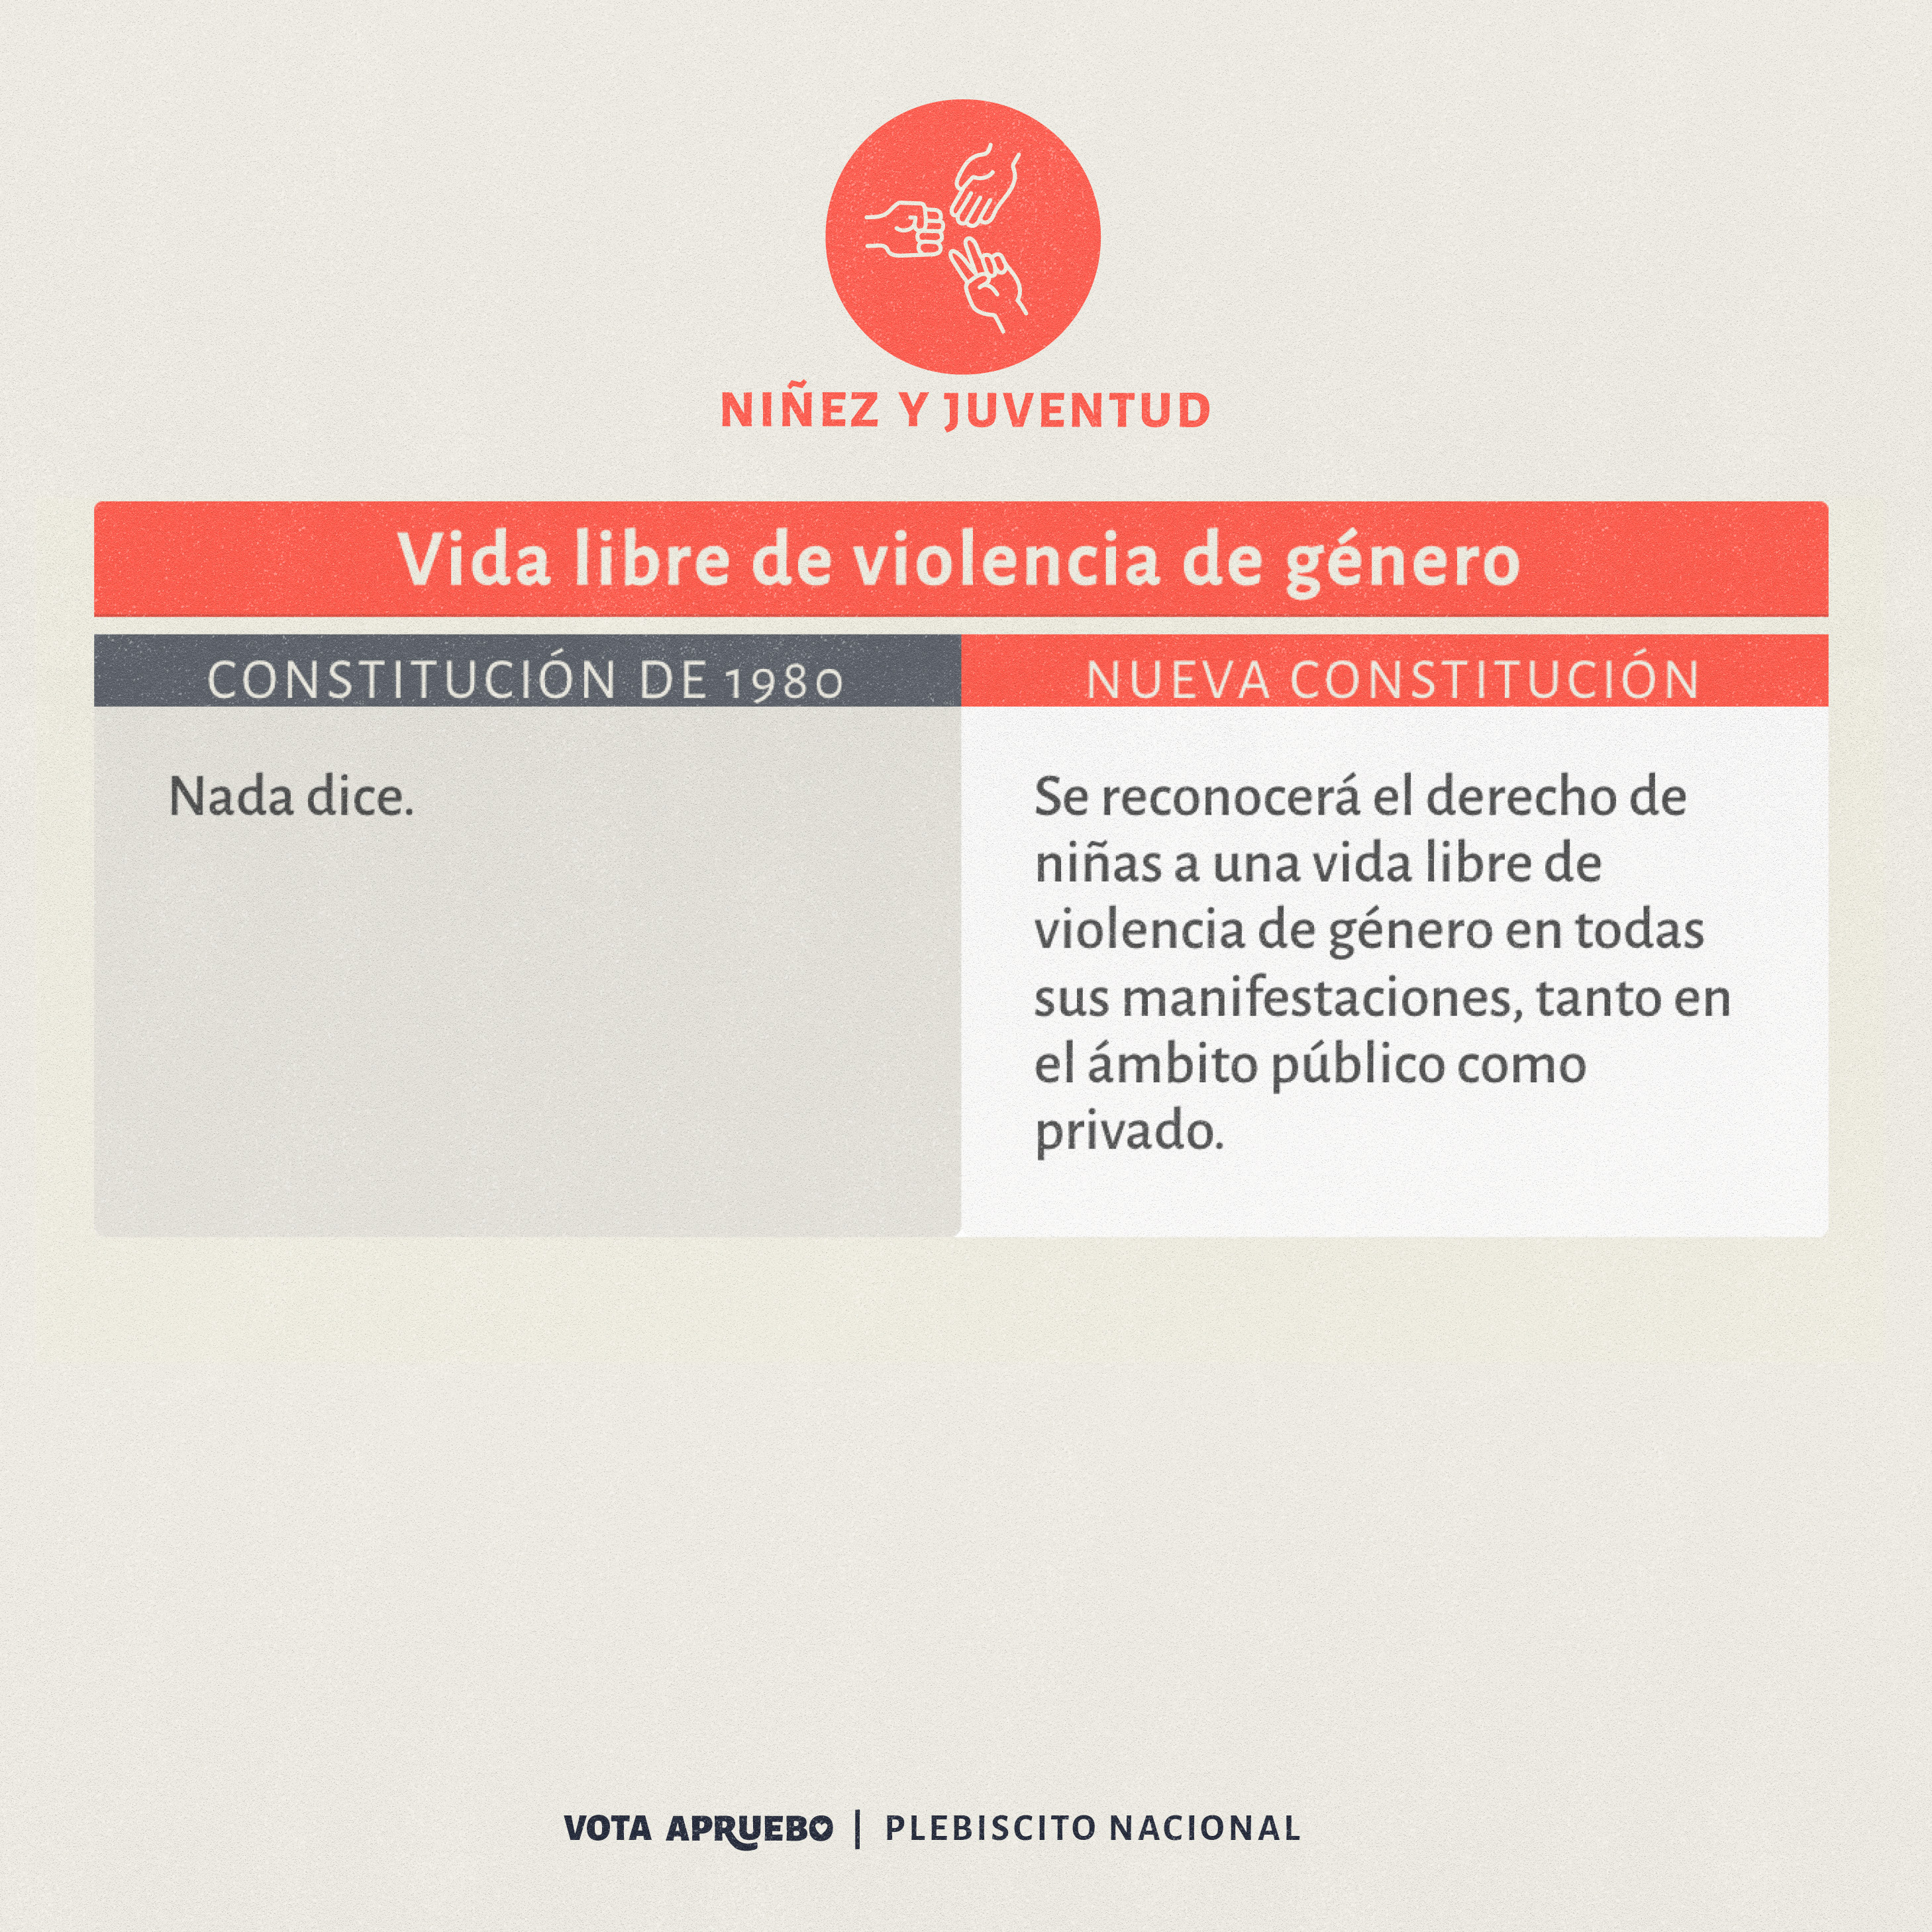 NIÑEZ Y JUVENTUD
Vida libre de violencia de género
CONSTITUCIÓN DE 1980
Nada dice.
NUEVA CONSTITUCIÓN
Se reconocerá el derecho de
niñas a una vida libre de
violencia de género en todas
sus manifestaciones, tanto en
el ámbito público como
privado.
VOTA APRUEBO | PLEBISCITO NACIONAL